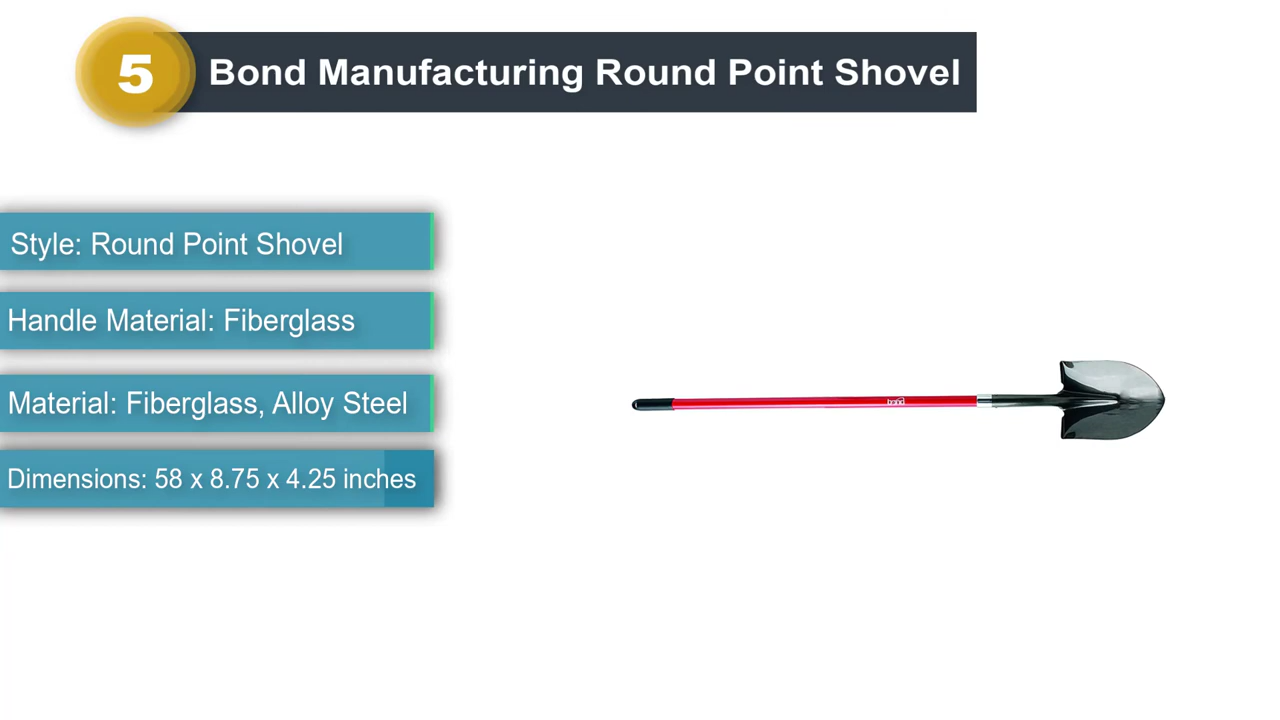 5
Bond Manufacturing Round Point Shovel
Style: Round Point Shovel
Handle Material: Fiberglass
Material: Fiberglass, Alloy Steel
Dimensions: 58 x 8.75 x 4.25 inches
bond